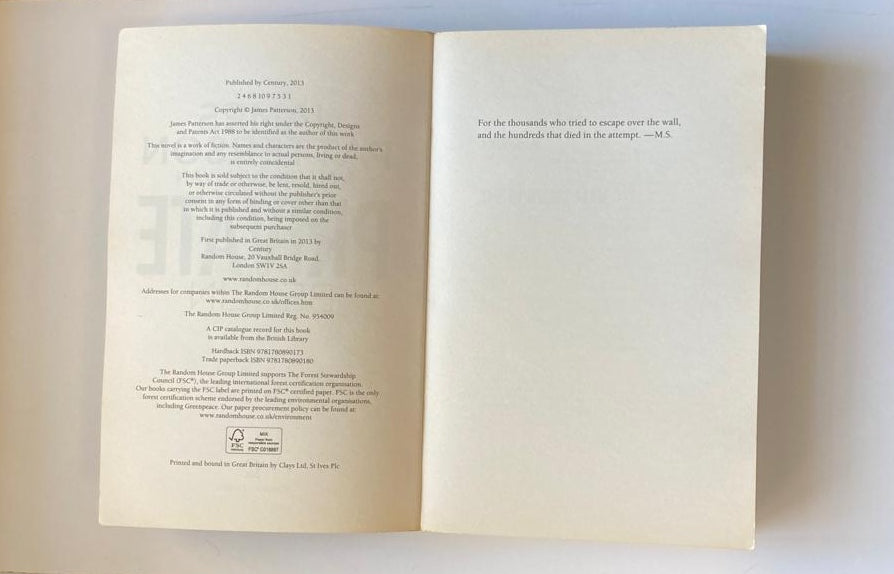 Published by Century, 2013
2 4 6 8 10 9 7 5 3 1
Copyright © James Patterson, 2013
James Patterson has asserted his right under the Copyright, Designs
and Patents Act 1988 to be identified as the author of this work
This novel is a work of fiction. Names and characters are the product of the author's
imagination and any resemblance to actual persons, living or dead,
is entirely coincidental
This book is sold subject to the condition that it shall not,
by way of trade or otherwise, be lent, resold, hired out,
or otherwise circulated without the publisher's prior
consent in any form of binding or cover other than that
in which it is published and without a similar condition,
including this condition, being imposed on the
subsequent purchaser
First published in Great Britain in 2013 by
Century
Random House, 20 Vauxhall Bridge Road,
London SW1V 2SA
www.randomhouse.co.uk
Addresses for companies within The Random House Group Limited can be found at:
www.randomhouse.co.uk/offices.htm
The Random House Group Limited Reg. No. 954009
A CIP catalogue record for this book
is available from the British Library
Hardback ISBN 9781780890173
Trade paperback ISBN 9781780890180
The Random House Group Limited supports The Forest Stewardship
Council (FSC®), the leading international forest certification organisation.
Our books carrying the FSC label are printed on FSC® certified paper. FSC is the only
forest certification scheme endorsed by the leading environmental organisations,
including Greenpeace. Our paper procurement policy can be found at:
www.randomhouse.co.uk/environment
FSC
MIX
Paper from
responsible sources
FSC® C016897
Printed and bound in Great Britain by Clays Ltd, St Ives Plc
For the thousands who tried to escape over the wall,
and the hundreds that died in the attempt. —M.S.